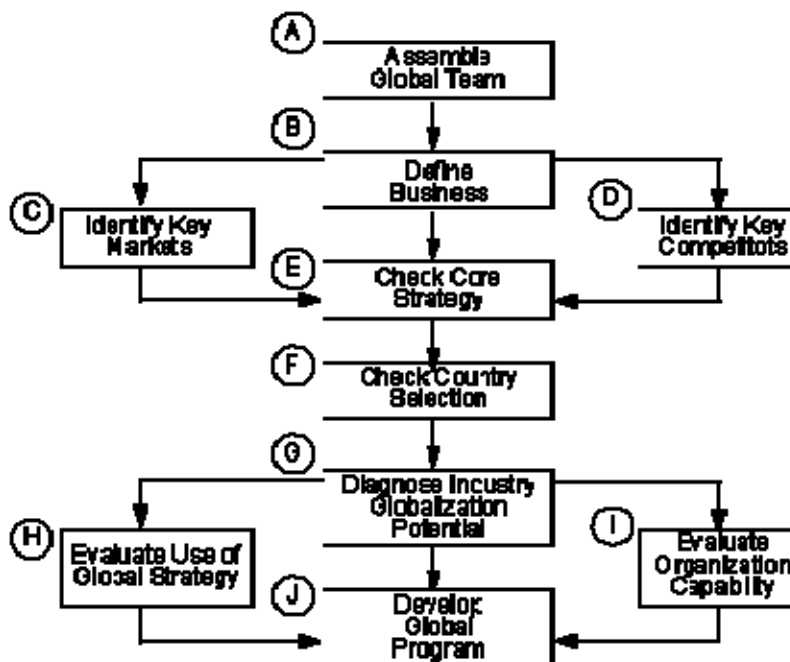 A
Assemble
Global Team
B
Define
Business
C
Identify Key
Markets
D
Identify Key
Competitots
E
Check Core
Strategy
F
Check Country
Selection
G
Diagnose Industry
Globalization
Potential
H
Evaluate Use of
Global Strategy
I
Evaluate
Organization
Capability
J
Develop
Global
Program